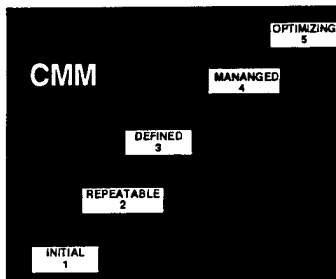 OPTIMIZING
5
CMM
MANANGED
4
DEFINED
3
REPEATABLE
2
INITIAL
1